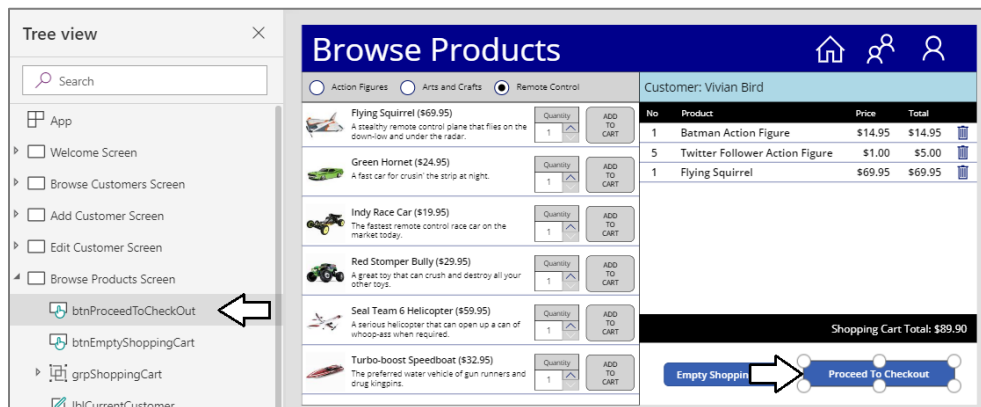 Tree view
Search
App
Welcome Screen
Browse Customers Screen
Add Customer Screen
Edit Customer Screen
Browse Products Screen
btnProceedToCheckOut
btnEmptyShoppingCart
grpShoppingCart
lblCurrentCustomer
Browse Products
Action Figures Arts and Crafts Remote Control
Flying Squirrel ($69.95)
A stealthy remote control plane that flies on the
down-low and under the radar.
Quantity
1
ADD
TO
CART
Green Hornet ($24.95)
A fast car for crusin' the strip at night.
Quantity
1
ADD
TO
CART
Indy Race Car ($19.95)
The fastest remote control race car on the
market today.
Quantity
1
ADD
TO
CART
Red Stomper Bully ($29.95)
A great toy that can crush and destroy all your
other toys.
Quantity
1
ADD
TO
CART
Seal Team 6 Helicopter ($59.95)
A serious helicopter that can open up a can of
whoop-ass when required.
Quantity
1
ADD
TO
CART
Turbo-boost Speedboat ($32.95)
The preferred water vehicle of gun runners and
drug kingpins.
Quantity
1
ADD
TO
CART
Customer: Vivian Bird
No Product Price Total
1 Batman Action Figure $14.95 $14.95
5 Twitter Follower Action Figure $1.00 $5.00
1 Flying Squirrel $69.95 $69.95
Shopping Cart Total: $89.90
Empty Shoppin
Proceed To Checkout